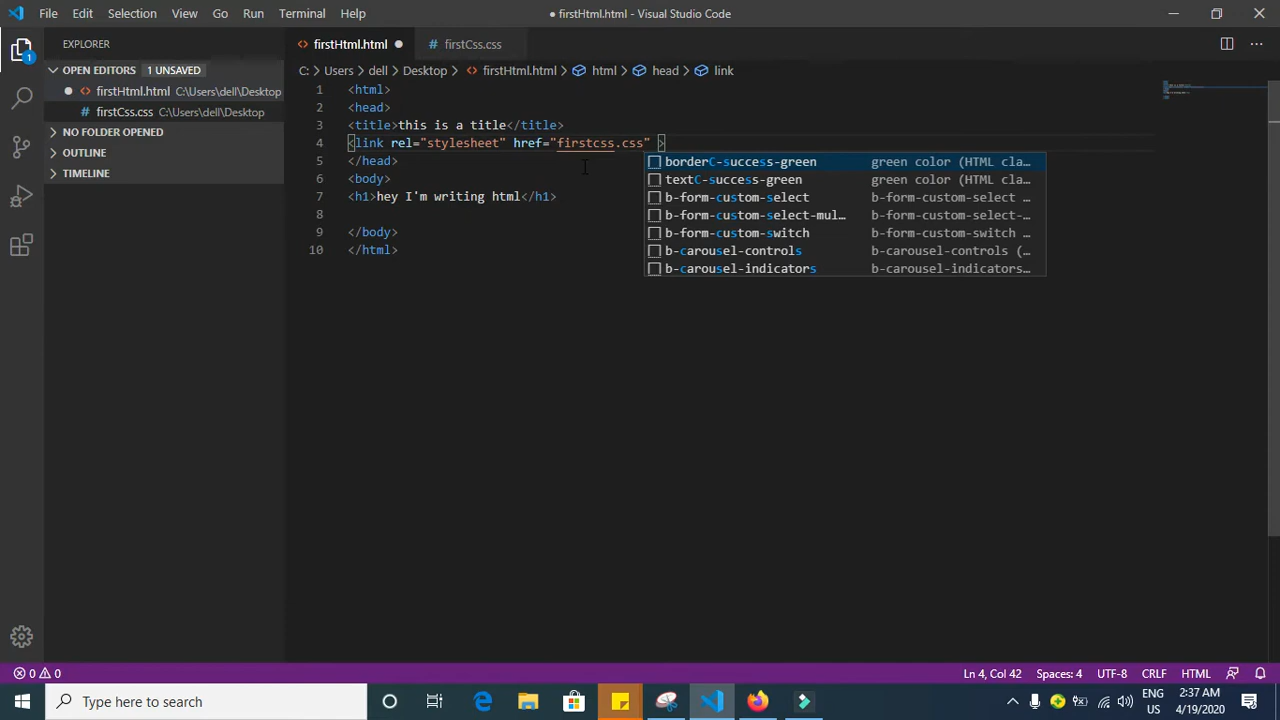 File Edit Selection View Go Run Terminal Help
● firstHtml.html - Visual Studio Code
EXPLORER
OPEN EDITORS 1 UNSAVED
firstHtml.html C:\Users\dell\Desktop
firstCss.css C:\Users\dell\Desktop
NO FOLDER OPENED
OUTLINE
TIMELINE
1
firstHtml.html ●
firstCss.css
C: > Users > dell > Desktop > firstHtml.html > html > head > link
1 <html>
2 <head>
3 <title>this is a title</title>
4 <link rel="stylesheet" href="firstcss.css" >
5 </head>
6 <body>
7 <h1>hey I'm writing html</h1>
8
9 </body>
10 </html>
borderC-success-green green color (HTML cla…
textC-success-green green color (HTML cla…
b-form-custom-select b-form-custom-select …
b-form-custom-select-mul… b-form-custom-select-…
b-form-custom-switch b-form-custom-switch …
b-carousel-controls b-carousel-controls (…
b-carousel-indicators b-carousel-indicators…
0 0 Ln 4, Col 42 Spaces: 4 UTF-8 CRLF HTML
Type here to search
ENG
US
2:37 AM
4/19/2020